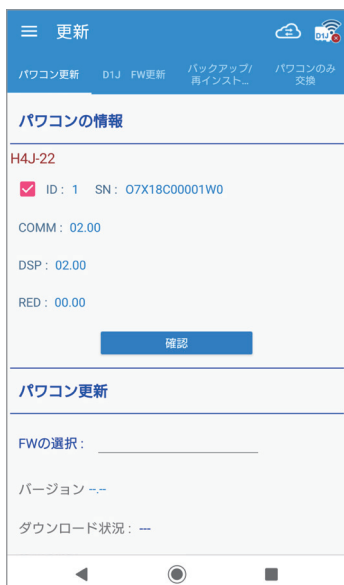 更新
D1J
パワコン更新 D1J FW更新 バックアップ/ パワコンのみ
再インスト... 交換
パワコンの情報
H4J-22
ID : 1 SN : O7X18C00001W0
COMM : 02.00
DSP : 02.00
RED : 00.00
確認
パワコン更新
FWの選択 :
バージョン --.--
ダウンロード状況 : ---